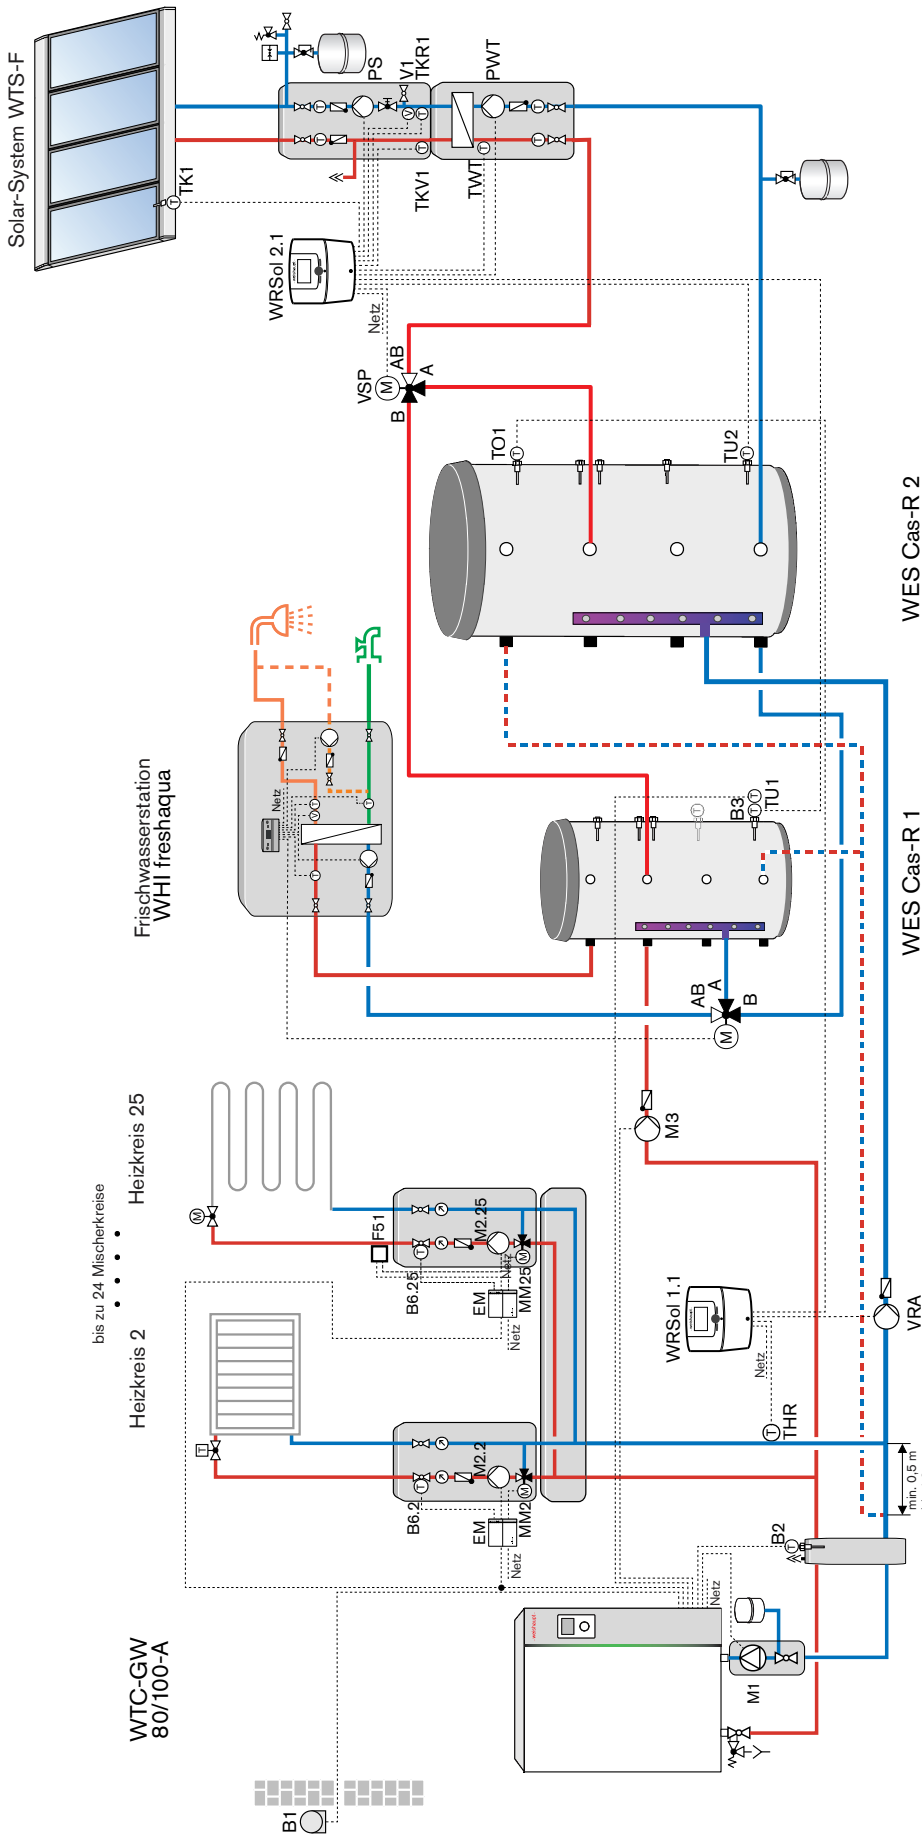 WTC-GW
80/100-A
B1
Heizkreis 2
bis zu 24 Mischerkreise
Heizkreis 25
Frischwasserstation
WHI freshaqua
Solar-System WTS-F
TK1
T
WRSol 2.1
Netz
PS
V1
TKR1
TKV1
PWT
TWT
VSP
M
AB
A
B
TO1
TU2
WES Cas-R 2
Netz
T
V
B3
TU1
WES Cas-R 1
AB
A
B
M
M3
F51
B6.25
M2.25
EM
MM25
Netz
Netz
B6.2
M2.2
EM
MM2
Netz
WRSol 1.1
Netz
THR
VRA
min. 0,5 m
B2
Netz
M1
weishaupt